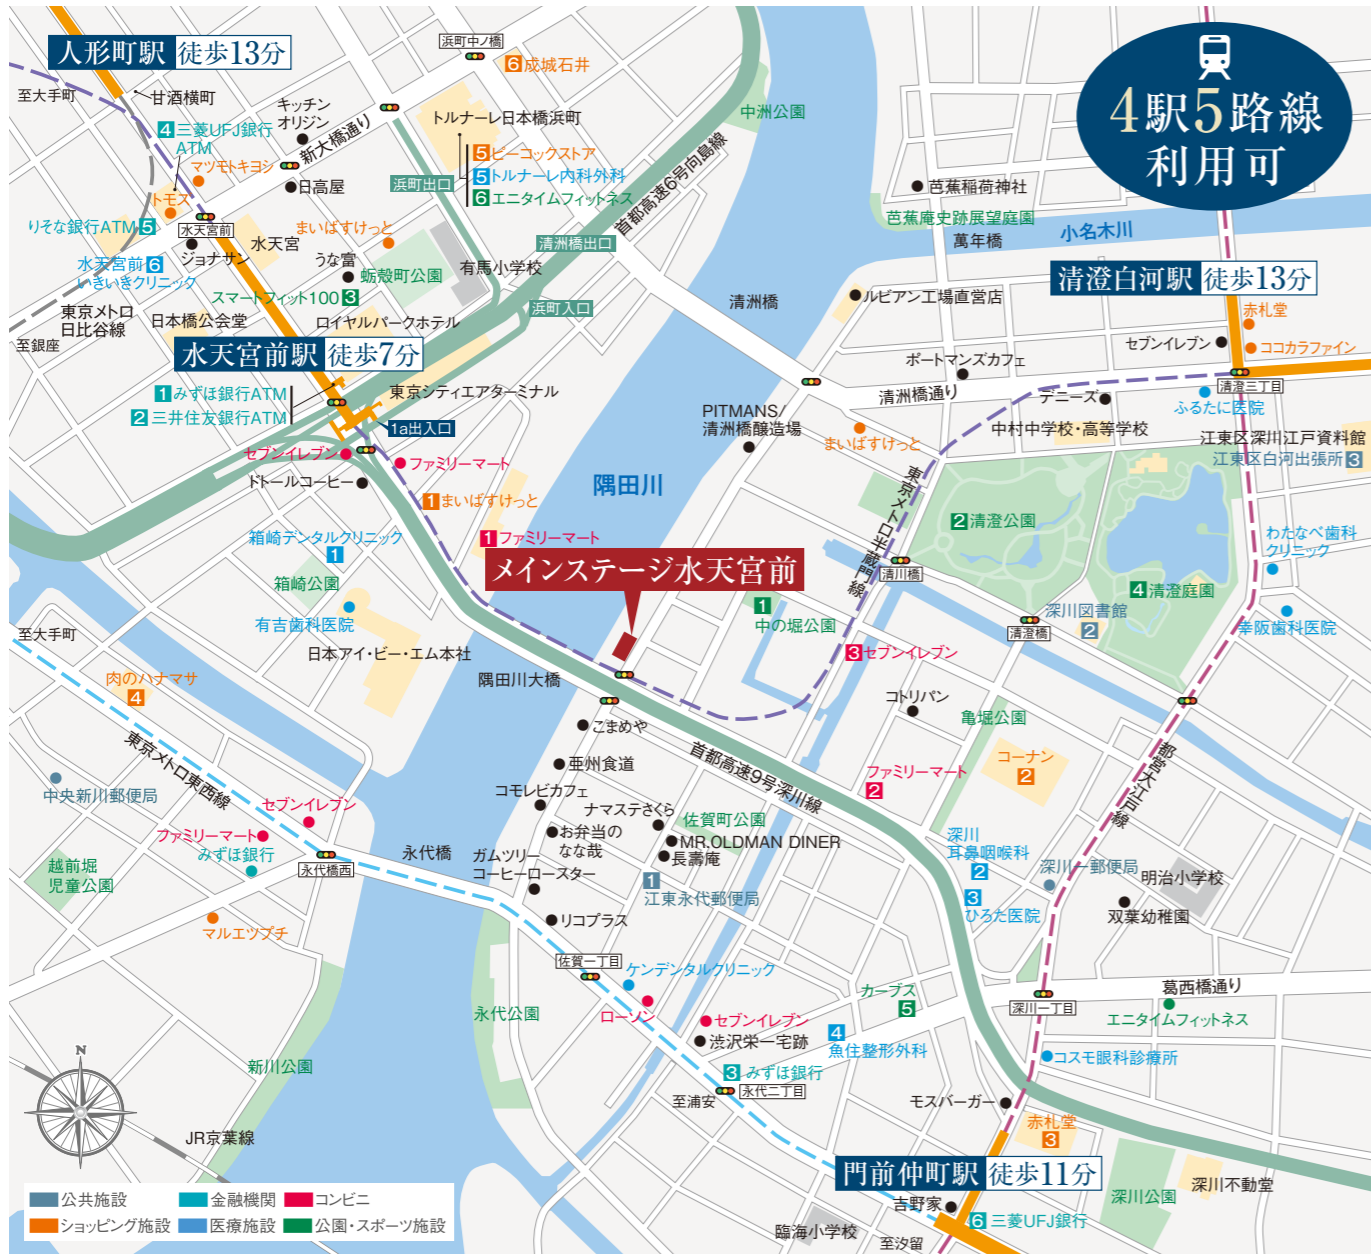 人形町駅 徒歩13分
浜町中ノ橋
6 成城石井
4駅5路線
利用可
至大手町
甘酒横町
キッチン
オリジン
新大橋通り
トルナーレ日本橋浜町
中洲公園
4 三菱UFJ銀行
ATM
マツモトキヨシ
トモス
日高屋
浜町出口
5 ピーコックストア
5 トルナーレ内科外科
6 エニタイムフィットネス
首都高速6号向島線
芭蕉稲荷神社
芭蕉庵史跡展望庭園
萬年橋
小名木川
りそな銀行ATM 5
水天宮前
ジョナサン
水天宮
まいばすけっと
うな富
蛎殻町公園
有馬小学校
清洲橋出口
水天宮前 6
いきいきクリニック
スマートフィット100 3
浜町入口
清洲橋
ルビアン工場直営店
清澄白河駅 徒歩13分
赤札堂
ココカラファイン
セブンイレブン
東京メトロ
日比谷線
至銀座
日本橋公会堂
ロイヤルパークホテル
水天宮前駅 徒歩7分
ポートマンズカフェ
清洲橋通り
デニーズ
清澄三丁目
ふるたに医院
1 みずほ銀行ATM
2 三井住友銀行ATM
東京シティエアターミナル
1a出入口
PITMANS/
清洲橋醸造場
まいばすけっと
中村中学校・高等学校
江東区深川江戸資料館
江東区白河出張所 3
セブンイレブン
ファミリーマート
ドトールコーヒー
隅田川
東京メトロ半蔵門線
1 まいばすけっと
2 清澄公園
わたなべ歯科
クリニック
箱崎デンタルクリニック
1
1 ファミリーマート
メインステージ水天宮前
清川橋
箱崎公園
有吉歯科医院
1
中の堀公園
4 清澄庭園
深川図書館
2
清澄橋
幸阪歯科医院
至大手町
日本アイ・ビー・エム本社
隅田川大橋
3 セブンイレブン
肉のハナマサ
4
コトリパン
亀堀公園
こまめや
東京メトロ東西線
首都高速9号深川線
都営大江戸線
亜州食道
ファミリーマート
2
コーナン
2
中央新川郵便局
セブンイレブン
コモレビカフェ
ナマステさくら
佐賀町公園
ファミリーマート
みずほ銀行
お弁当の
なな哉
MR.OLDMAN DINER
長壽庵
深川
耳鼻咽喉科
2
永代橋西
永代橋
ガムツリー
コーヒーロースター
越前堀
児童公園
1
江東永代郵便局
深川一郵便局
明治小学校
3
ひろた医院
双葉幼稚園
マルエツプチ
リコプラス
佐賀一丁目
ケンデンタルクリニック
ローソン
カーブス
5
葛西橋通り
深川一丁目
エニタイムフィットネス
永代公園
セブンイレブン
渋沢栄一宅跡
4
魚住整形外科
コスモ眼科診療所
新川公園
3 みずほ銀行
至浦安
永代二丁目
モスバーガー
赤札堂
3
N
JR京葉線
門前仲町駅 徒歩11分
深川公園
深川不動堂
吉野家
6 三菱UFJ銀行
臨海小学校
至汐留
公共施設
金融機関
コンビニ
ショッピング施設
医療施設
公園・スポーツ施設